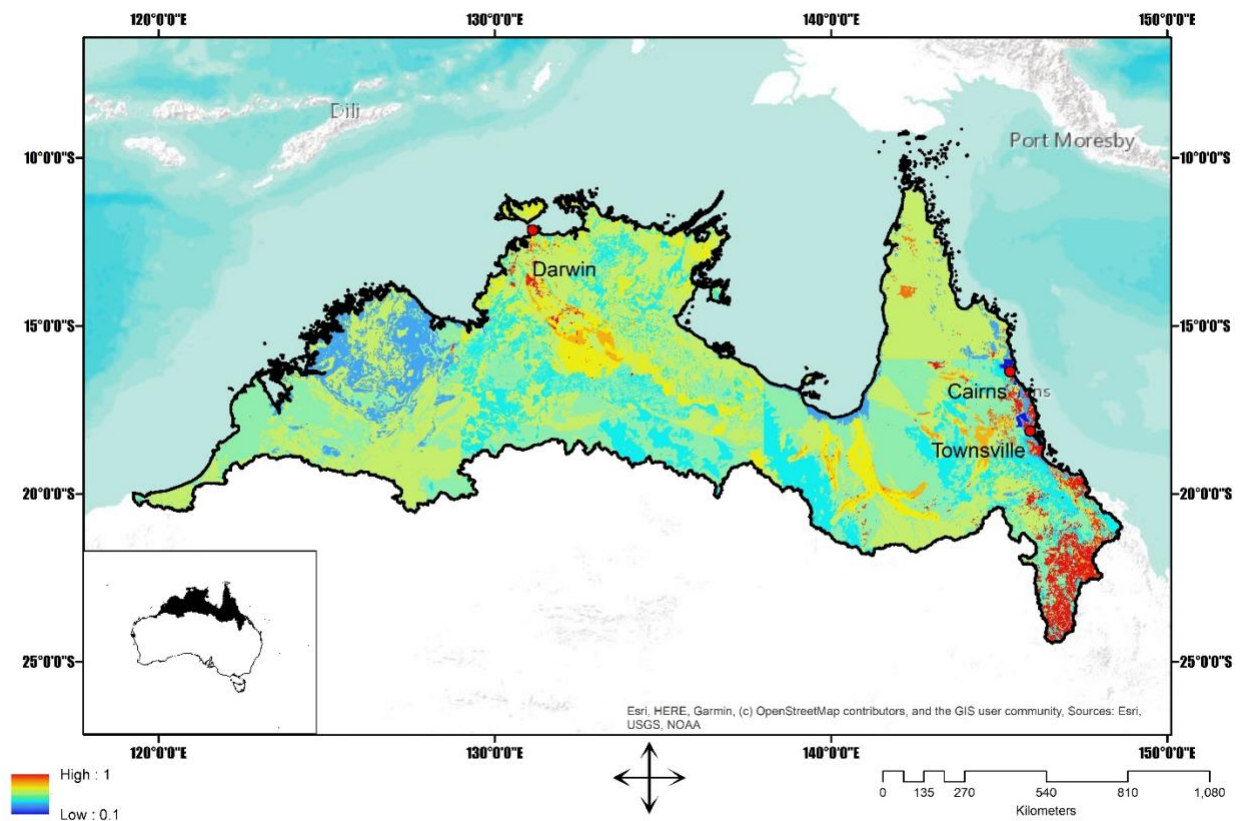 120°0'0"E 130°0'0"E 140°0'0"E 150°0'0"E
Dili
Port Moresby
10°0'0"S 10°0'0"S
Darwin
15°0'0"S 15°0'0"S
Cairns
Townsville
20°0'0"S 20°0'0"S
25°0'0"S 25°0'0"S
Esri, HERE, Garmin, (c) OpenStreetMap contributors, and the GIS user community, Sources: Esri,
USGS, NOAA
120°0'0"E 130°0'0"E 140°0'0"E 150°0'0"E
High : 1
Low : 0.1
0 135 270 540 810 1,080
Kilometers